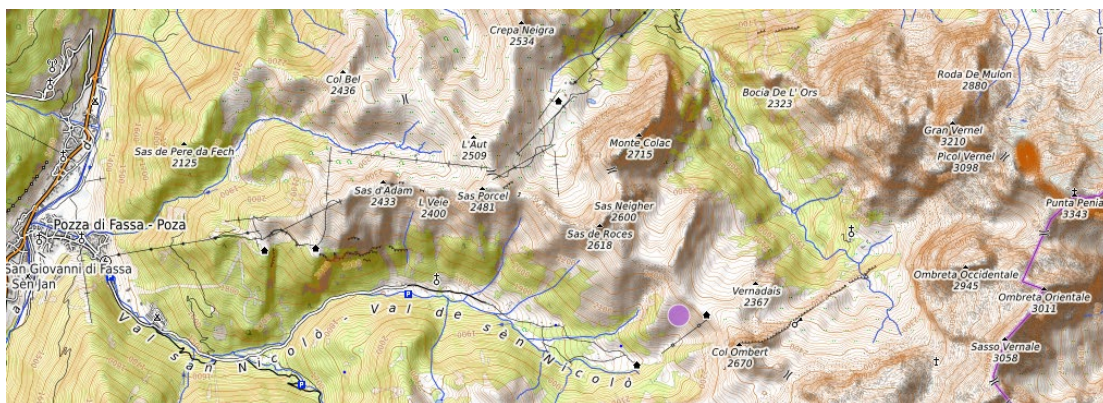 Crepa Neigra
2534
Col Bel
2436
Roda De Mulon
2880
Bocia De L' Ors
2323
Gran Vernel
3210
Sas de Pere da Fech
2125
L'Aut
2509
Monte Colac
2715
Picol Vernel
3098
Sas d'Adam
2433
L Veie
2400
Sas Porcel
2481
Sas Neigher
2600
Punta Penia
3343
Pozza di Fassa - Poza
Sas de Roces
2618
San Giovanni di Fassa
Sèn Jan
Ombreta Occidentale
2945
Vernadais
2367
Ombreta Orientale
3011
Val san Nicolò - Val de sèn Nicolò
Col Ombert
2670
Sasso Vernale
3058